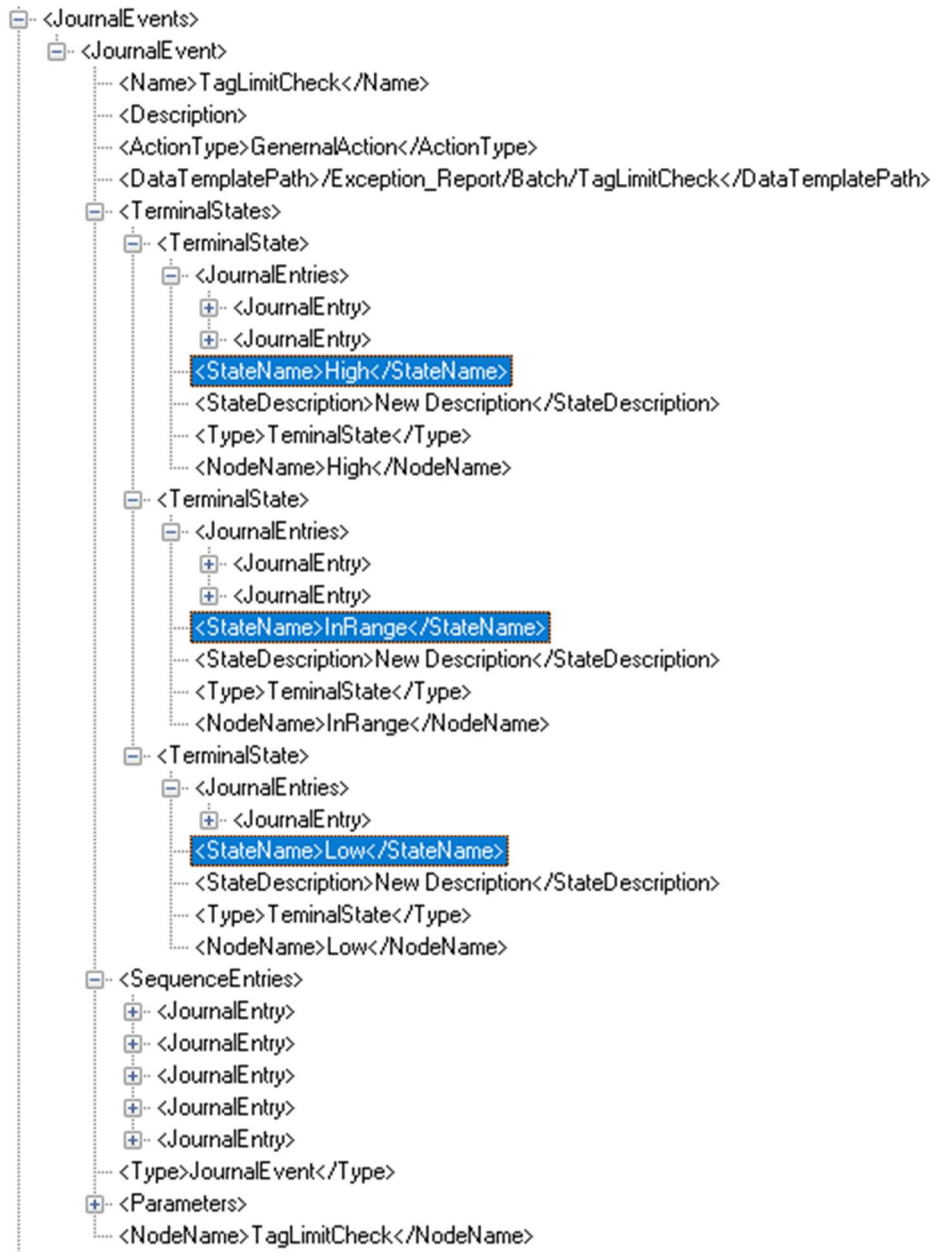 <JournalEvents>
<JournalEvent>
<Name>TagLimitCheck</Name>
<Description>
<ActionType>GenernalAction</ActionType>
<DataTemplatePath>/Exception_Report/Batch/TagLimitCheck</DataTemplatePath>
<TerminalStates>
<TerminalState>
<JournalEntries>
<JournalEntry>
<JournalEntry>
<StateName>High</StateName>
<StateDescription>New Description</StateDescription>
<Type>TeminalState</Type>
<NodeName>High</NodeName>
<TerminalState>
<JournalEntries>
<JournalEntry>
<JournalEntry>
<StateName>InRange</StateName>
<StateDescription>New Description</StateDescription>
<Type>TeminalState</Type>
<NodeName>InRange</NodeName>
<TerminalState>
<JournalEntries>
<JournalEntry>
<StateName>Low</StateName>
<StateDescription>New Description</StateDescription>
<Type>TeminalState</Type>
<NodeName>Low</NodeName>
<SequenceEntries>
<JournalEntry>
<JournalEntry>
<JournalEntry>
<JournalEntry>
<JournalEntry>
<Type>JournalEvent</Type>
<Parameters>
<NodeName>TagLimitCheck</NodeName>